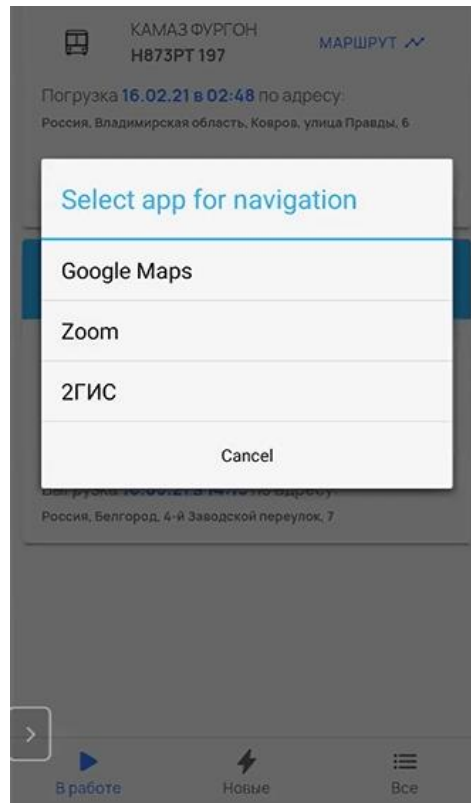 КАМАЗ ФУРГОН
Н873РТ 197
МАРШРУТ
Погрузка 16.02.21 в 02:48 по адресу:
Россия, Владимирская область, Ковров, улица Правды, 6
Select app for navigation
Google Maps
Zoom
2ГИС
Cancel
по адресу:
Россия, Белгород, 4-й Заводской переулок, 7
В работе
Новые
Все